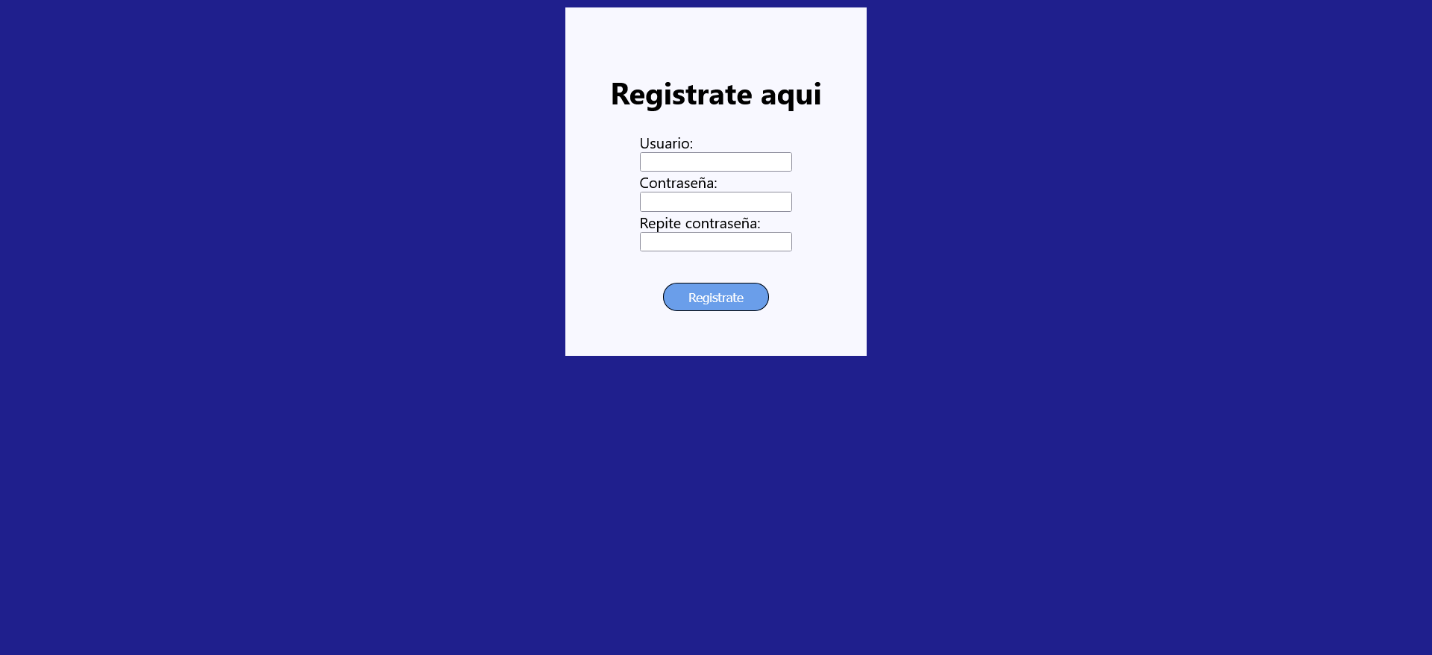 Registrate aqui
Usuario:
Contraseña:
Repite contraseña:
Registrate